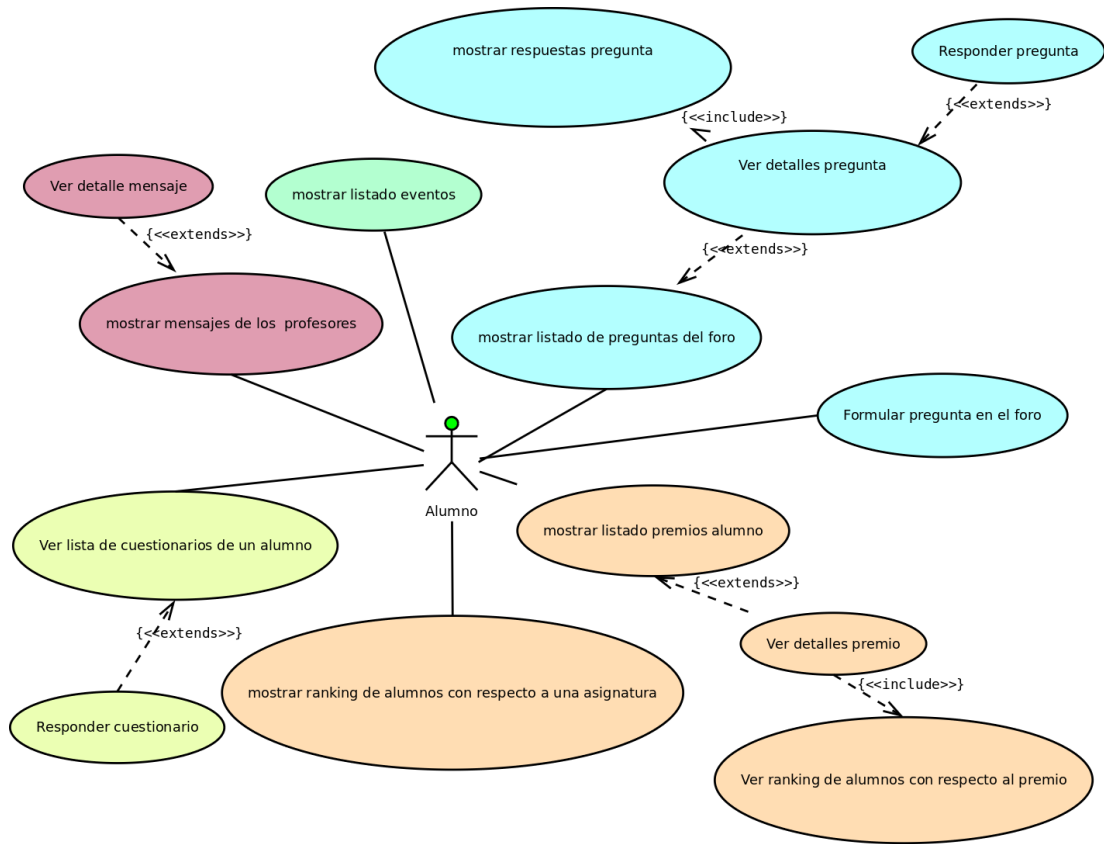 mostrar respuestas pregunta
Responder pregunta
{<<extends>>}
{<<include>>}
Ver detalles pregunta
Ver detalle mensaje
mostrar listado eventos
{<<extends>>}
{<<extends>>}
mostrar mensajes de los  profesores
mostrar listado de preguntas del foro
Formular pregunta en el foro
Alumno
mostrar listado premios alumno
Ver lista de cuestionarios de un alumno
{<<extends>>}
{<<extends>>}
Ver detalles premio
{<<include>>}
mostrar ranking de alumnos con respecto a una asignatura
Responder cuestionario
Ver ranking de alumnos con respecto al premio